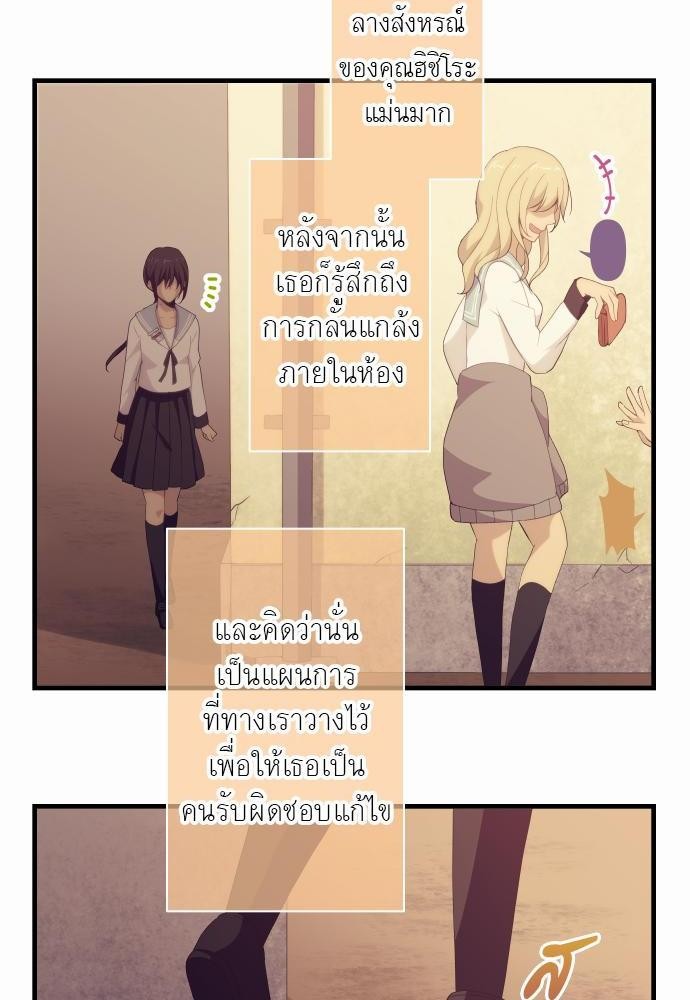 ลางสังหรณ์
ของคุณฮิชิโระ
แม่นมาก
หลังจากนั้น
เธอก็รู้สึกถึง
การกลั่นแกล้ง
ภายในห้อง
และคิดว่านั่น
เป็นแผนการ
ที่ทางเราวางไว้
เพื่อให้เธอเป็น
คนรับผิดชอบแก้ไข